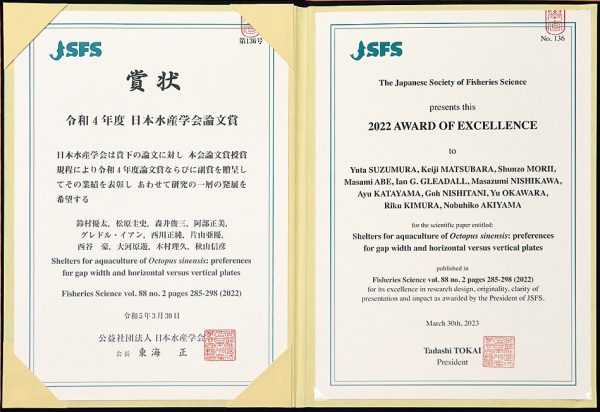 JSFS
第136号
賞状
令和4年度 日本水産学会論文賞
日本水産学会は貴下の論文に対し 本会論文賞授賞
規程により令和4年度論文賞ならびに副賞を贈呈し
てその業績を表彰し あわせて研究の一層の発展を
希望する
鈴村優太，松原圭史，森井俊三，阿部正美，
グレドル・イアン，西川正純，片山亜優，
西谷 豪，大河原遊，木村理久，秋山信彦
Shelters for aquaculture of Octopus sinensis: preferences
for gap width and horizontal versus vertical plates
Fisheries Science vol. 88 no. 2 pages 285-298 (2022)
令和5年3月30日
公益社団法人 日本水産学会
会長 東海 正
JSFS
No. 136
The Japanese Society of Fisheries Science
presents this
2022 AWARD OF EXCELLENCE
to
Yuta SUZUMURA, Keiji MATSUBARA, Shunzo MORII,
Masami ABE, Ian G. GLEADALL, Masazumi NISHIKAWA,
Ayu KATAYAMA, Goh NISHITANI, Yu OKAWARA,
Riku KIMURA, Nobuhiko AKIYAMA
for the scientific paper entitled:
Shelters for aquaculture of Octopus sinensis: preferences
for gap width and horizontal versus vertical plates
published in
Fisheries Science vol. 88 no. 2 pages 285-298 (2022)
for its excellence in research design, originality, clarity of
presentation and impact as awarded by the President of JSFS.
March 30th, 2023
Tadashi TOKAI
President